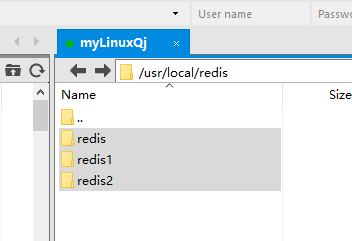 User name Passw
myLinuxQj ×
/usr/local/redis
Name Size
..
redis
redis1
redis2